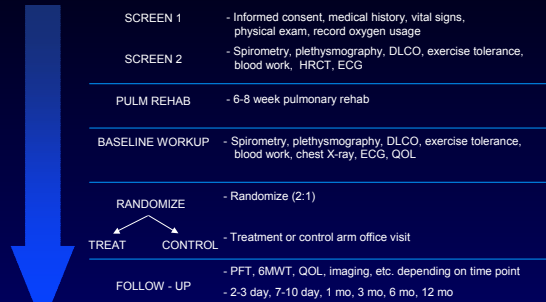 SCREEN 1 - Informed consent, medical history, vital signs,
physical exam, record oxygen usage
SCREEN 2 - Spirometry, plethysmography, DLCO, exercise tolerance,
blood work, HRCT, ECG
PULM REHAB - 6-8 week pulmonary rehab
BASELINE WORKUP - Spirometry, plethysmography, DLCO, exercise tolerance,
blood work, chest X-ray, ECG, QOL
RANDOMIZE - Randomize (2:1)
TREAT CONTROL - Treatment or control arm office visit
FOLLOW - UP - PFT, 6MWT, QOL, imaging, etc. depending on time point
- 2-3 day, 7-10 day, 1 mo, 3 mo, 6 mo, 12 mo